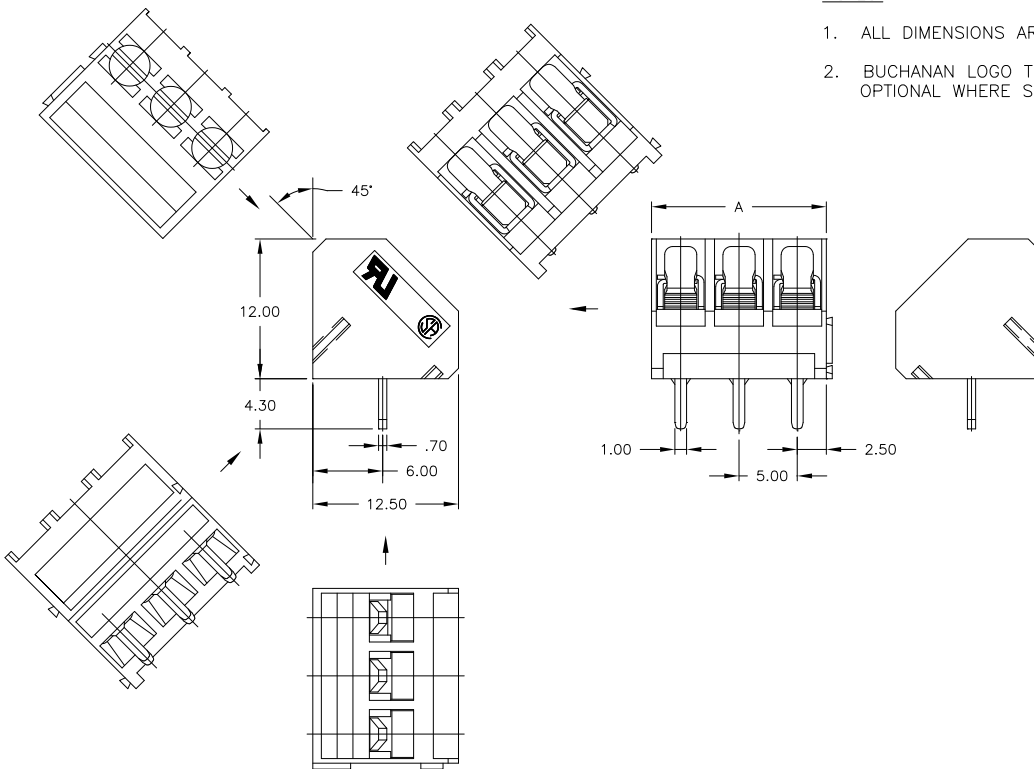 1. ALL DIMENSIONS AR
2. BUCHANAN LOGO T
OPTIONAL WHERE S
45°
A
12.00
4.30
.70
6.00
12.50
1.00
2.50
5.00